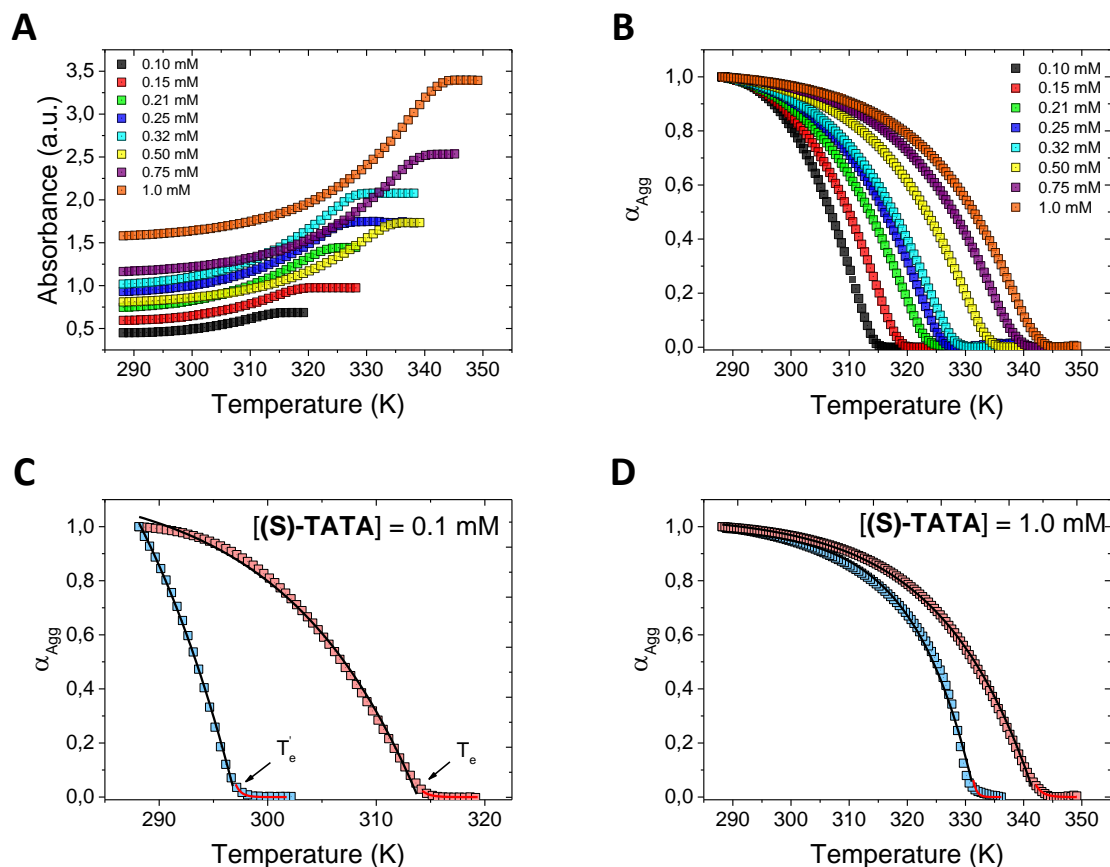 A
Absorbance (a.u.)
3,5
3,0
2,5
2,0
1,5
1,0
0,5
0.10 mM
0.15 mM
0.21 mM
0.25 mM
0.32 mM
0.50 mM
0.75 mM
1.0 mM
290 300 310 320 330 340 350
Temperature (K)
B
αAgg
1,0
0,8
0,6
0,4
0,2
0,0
0.10 mM
0.15 mM
0.21 mM
0.25 mM
0.32 mM
0.50 mM
0.75 mM
1.0 mM
290 300 310 320 330 340 350
Temperature (K)
C
αAgg
1,0
0,8
0,6
0,4
0,2
0,0
[(S)-TATA] = 0.1 mM
T'e
Te
290 300 310 320
Temperature (K)
D
αAgg
1,0
0,8
0,6
0,4
0,2
0,0
[(S)-TATA] = 1.0 mM
290 300 310 320 330 340 350
Temperature (K)